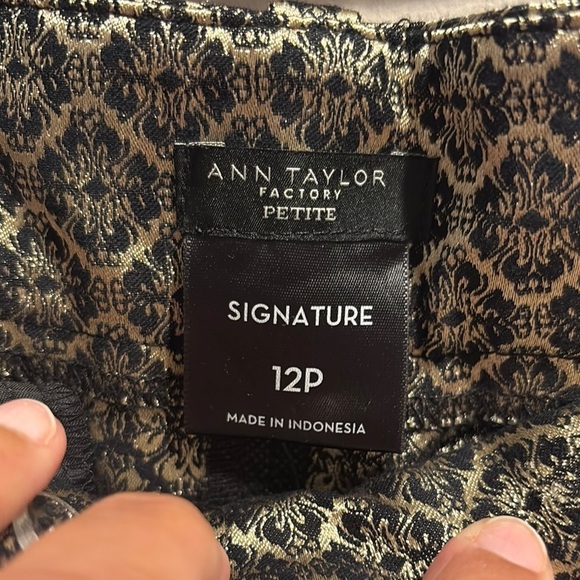 ANN TAYLOR
FACTORY
PETITE
SIGNATURE
12P
MADE IN INDONESIA